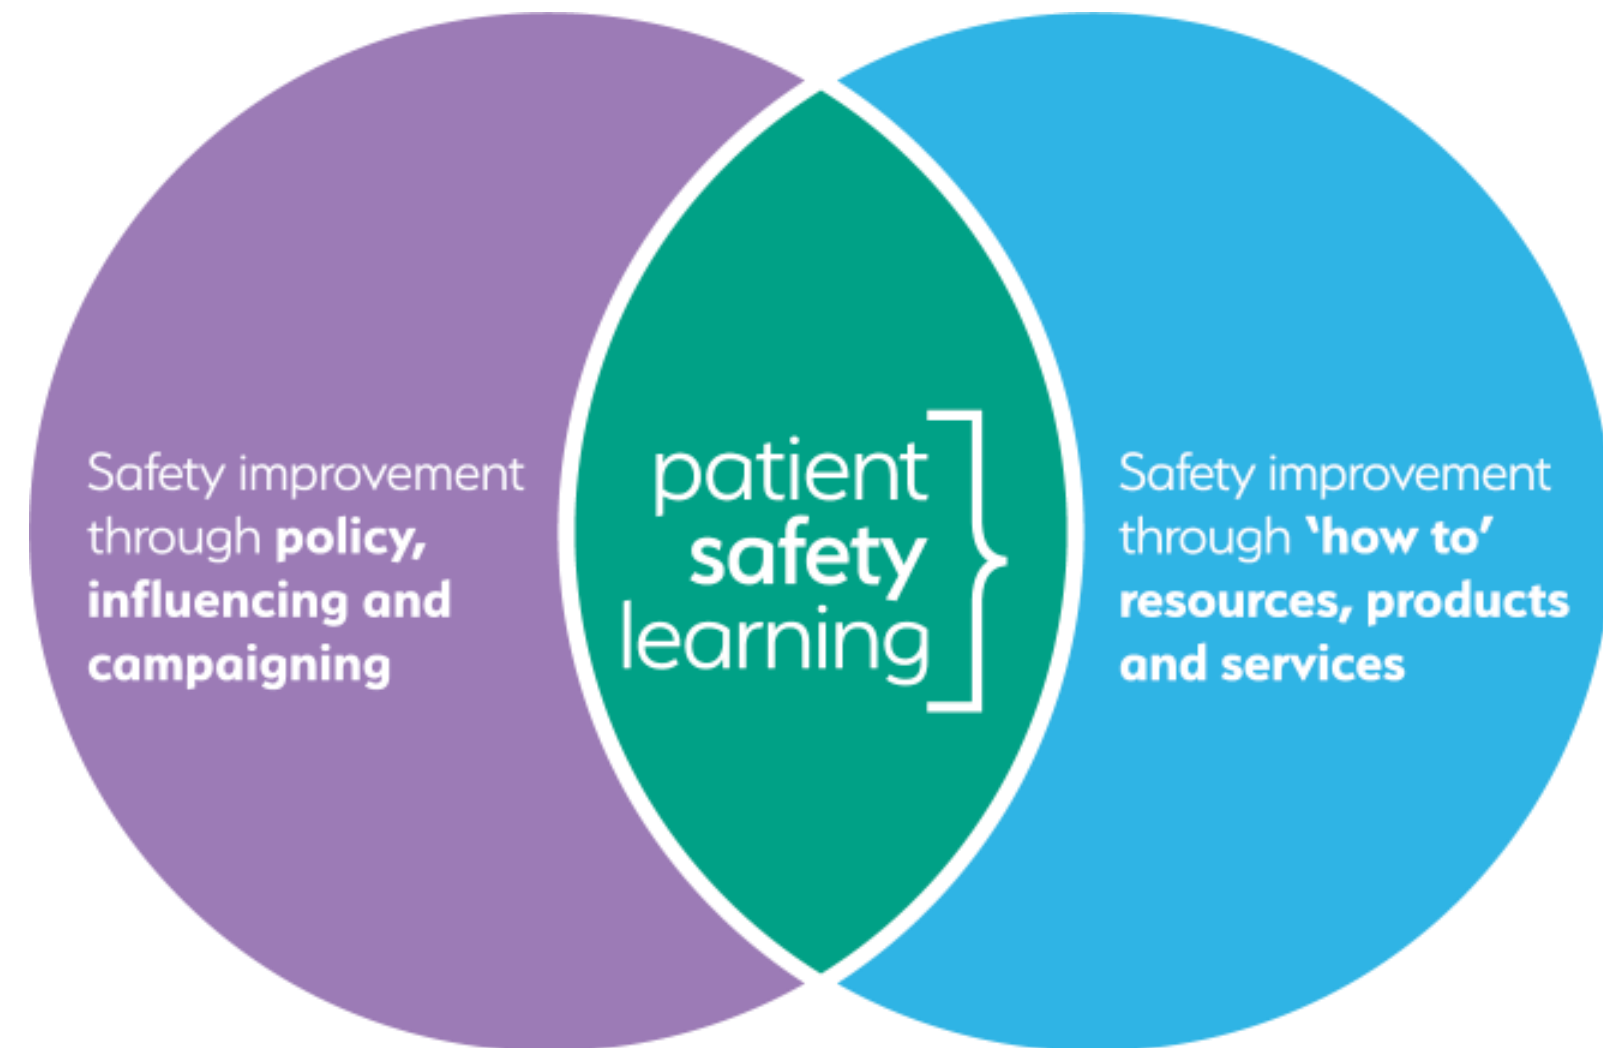 Safety improvement
through policy,
influencing and
campaigning
patient
safety
learning
Safety improvement
through ‘how to’
resources, products
and services